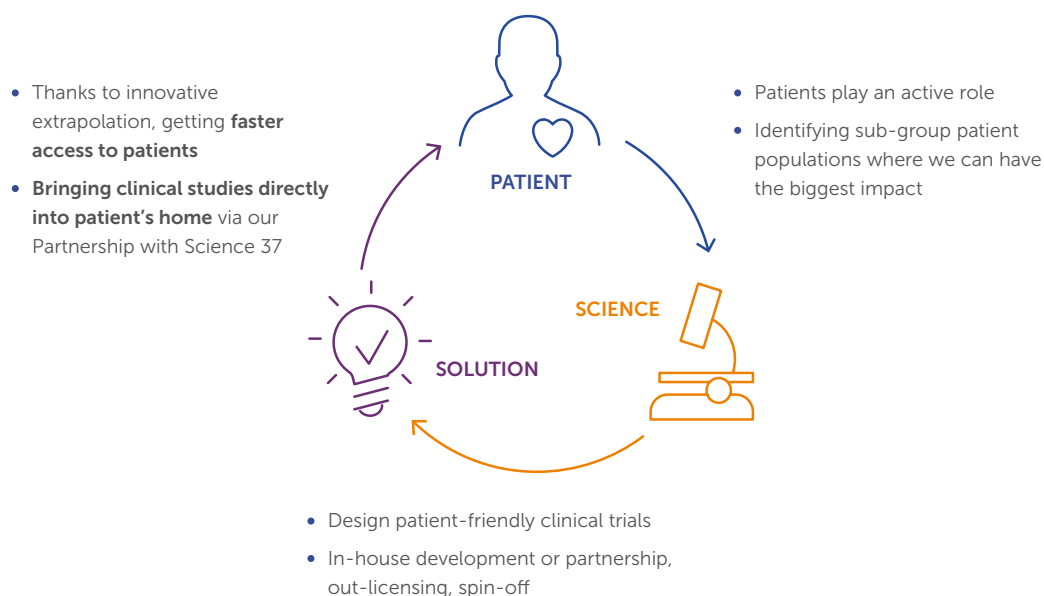 • Thanks to innovative
extrapolation, getting faster
access to patients
• Bringing clinical studies directly
into patient’s home via our
Partnership with Science 37
PATIENT
• Patients play an active role
• Identifying sub-group patient
populations where we can have
the biggest impact
SCIENCE
SOLUTION
• Design patient-friendly clinical trials
• In-house development or partnership,
out-licensing, spin-off